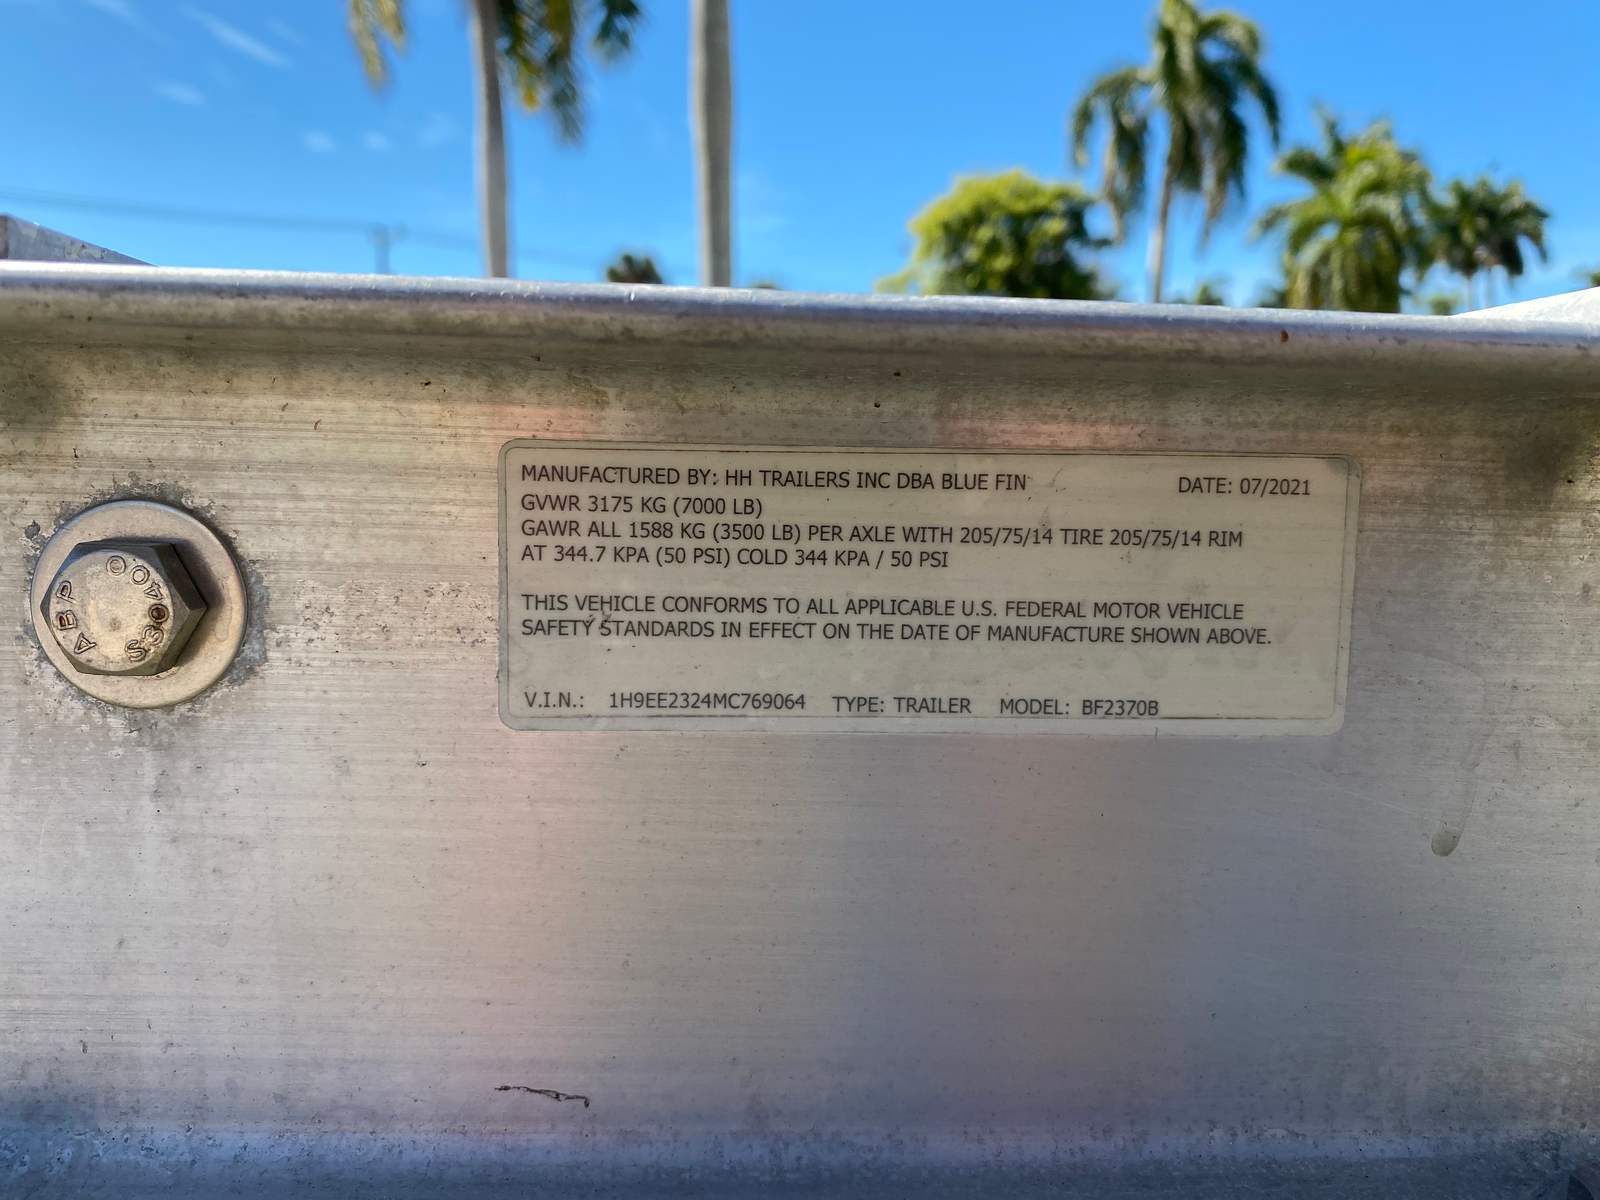 MANUFACTURED BY: HH TRAILERS INC DBA BLUE FIN DATE: 07/2021
GVWR 3175 KG (7000 LB)
GAWR ALL 1588 KG (3500 LB) PER AXLE WITH 205/75/14 TIRE 205/75/14 RIM
AT 344.7 KPA (50 PSI) COLD 344 KPA / 50 PSI
THIS VEHICLE CONFORMS TO ALL APPLICABLE U.S. FEDERAL MOTOR VEHICLE
SAFETY STANDARDS IN EFFECT ON THE DATE OF MANUFACTURE SHOWN ABOVE.
V.I.N.: 1H9EE2324MC769064 TYPE: TRAILER MODEL: BF2370B
ABP
00
S30400